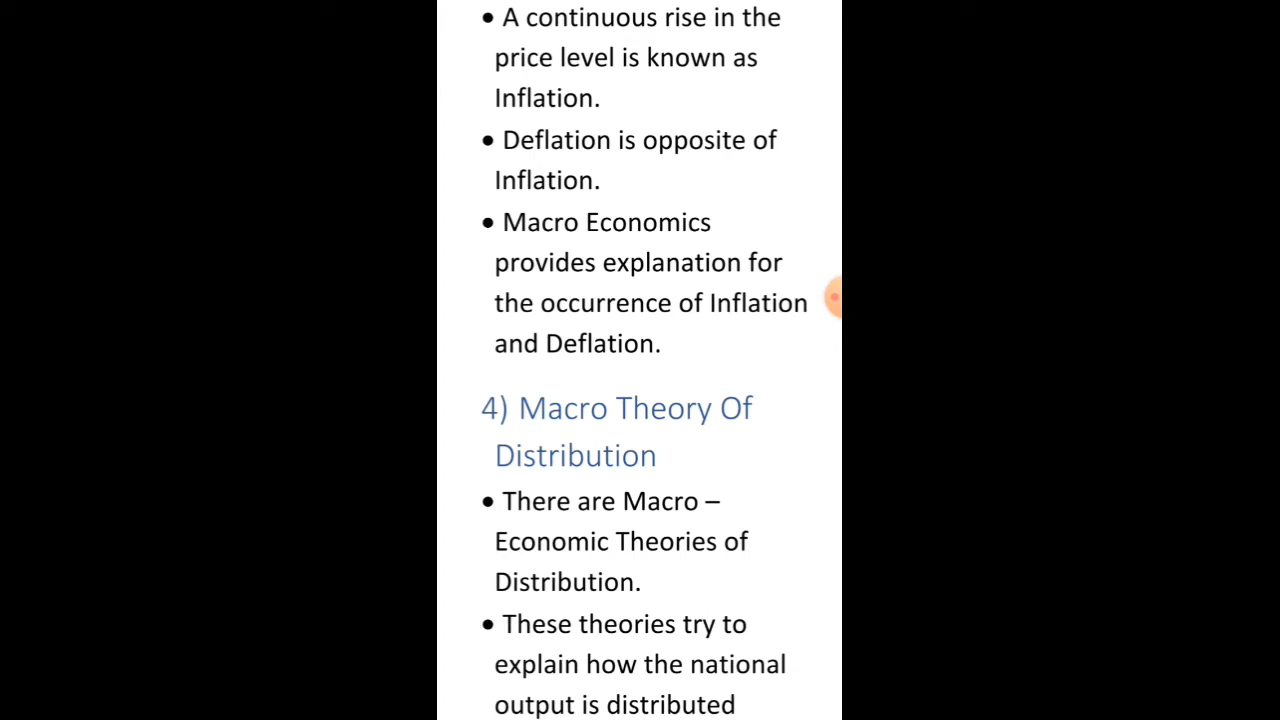 • A continuous rise in the
price level is known as
Inflation.
• Deflation is opposite of
Inflation.
• Macro Economics
provides explanation for
the occurrence of Inflation
and Deflation.
4) Macro Theory Of
Distribution
• There are Macro –
Economic Theories of
Distribution.
• These theories try to
explain how the national
output is distributed